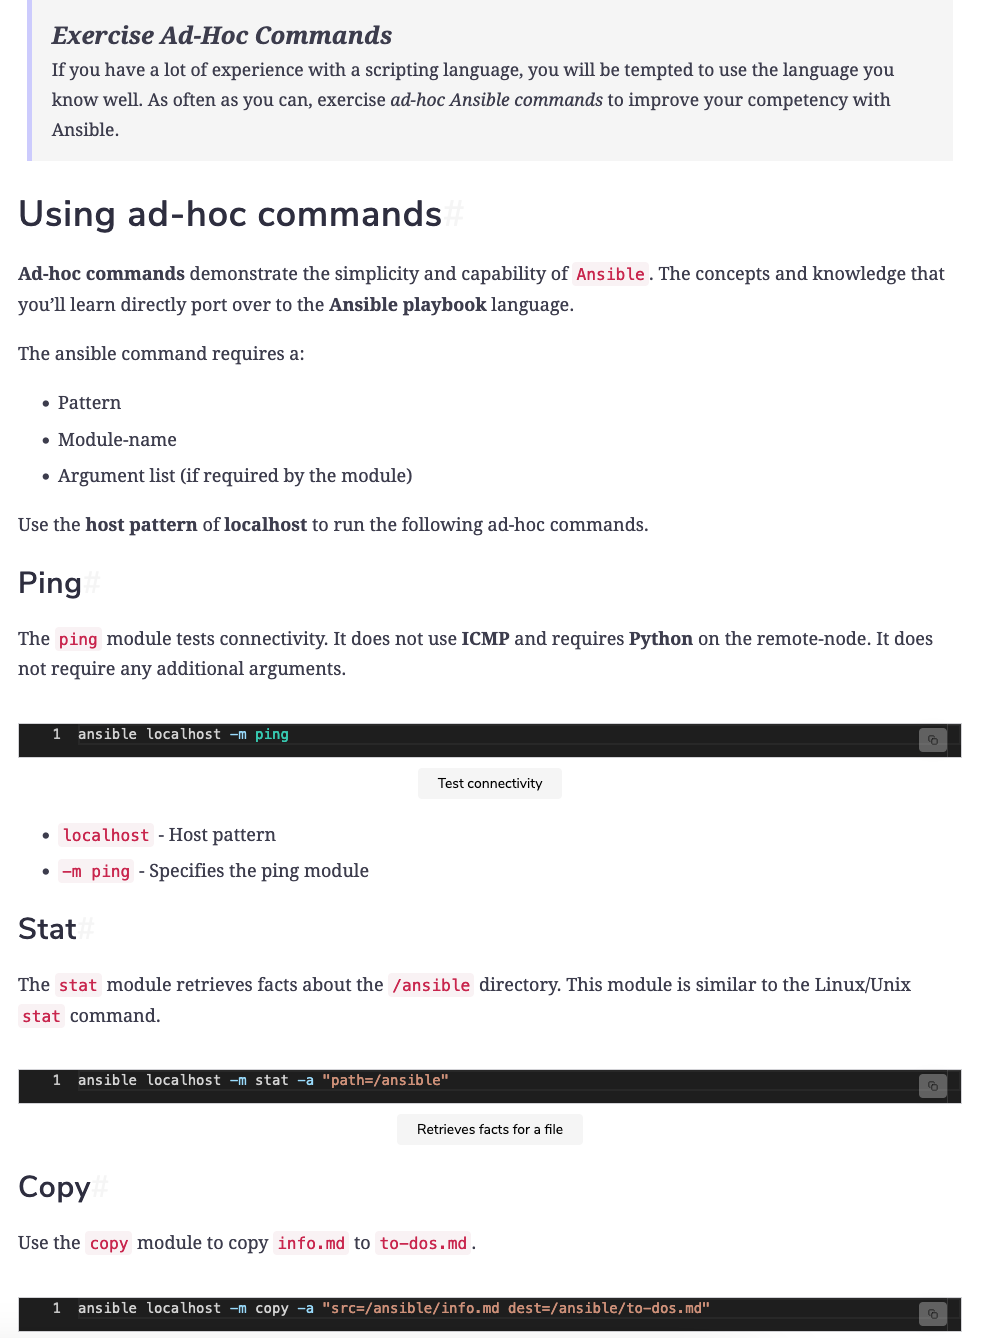 Exercise Ad-Hoc Commands
If you have a lot of experience with a scripting language, you will be tempted to use the language you
know well. As often as you can, exercise ad-hoc Ansible commands to improve your competency with
Ansible.
Using ad-hoc commands#
Ad-hoc commands demonstrate the simplicity and capability of Ansible. The concepts and knowledge that
you’ll learn directly port over to the Ansible playbook language.
The ansible command requires a:
• Pattern
• Module-name
• Argument list (if required by the module)
Use the host pattern of localhost to run the following ad-hoc commands.
Ping#
The ping module tests connectivity. It does not use ICMP and requires Python on the remote-node. It does
not require any additional arguments.
1 ansible localhost -m ping
Test connectivity
• localhost - Host pattern
• -m ping - Specifies the ping module
Stat#
The stat module retrieves facts about the /ansible directory. This module is similar to the Linux/Unix
stat command.
1 ansible localhost -m stat -a "path=/ansible"
Retrieves facts for a file
Copy#
Use the copy module to copy info.md to to-dos.md.
1 ansible localhost -m copy -a "src=/ansible/info.md dest=/ansible/to-dos.md"